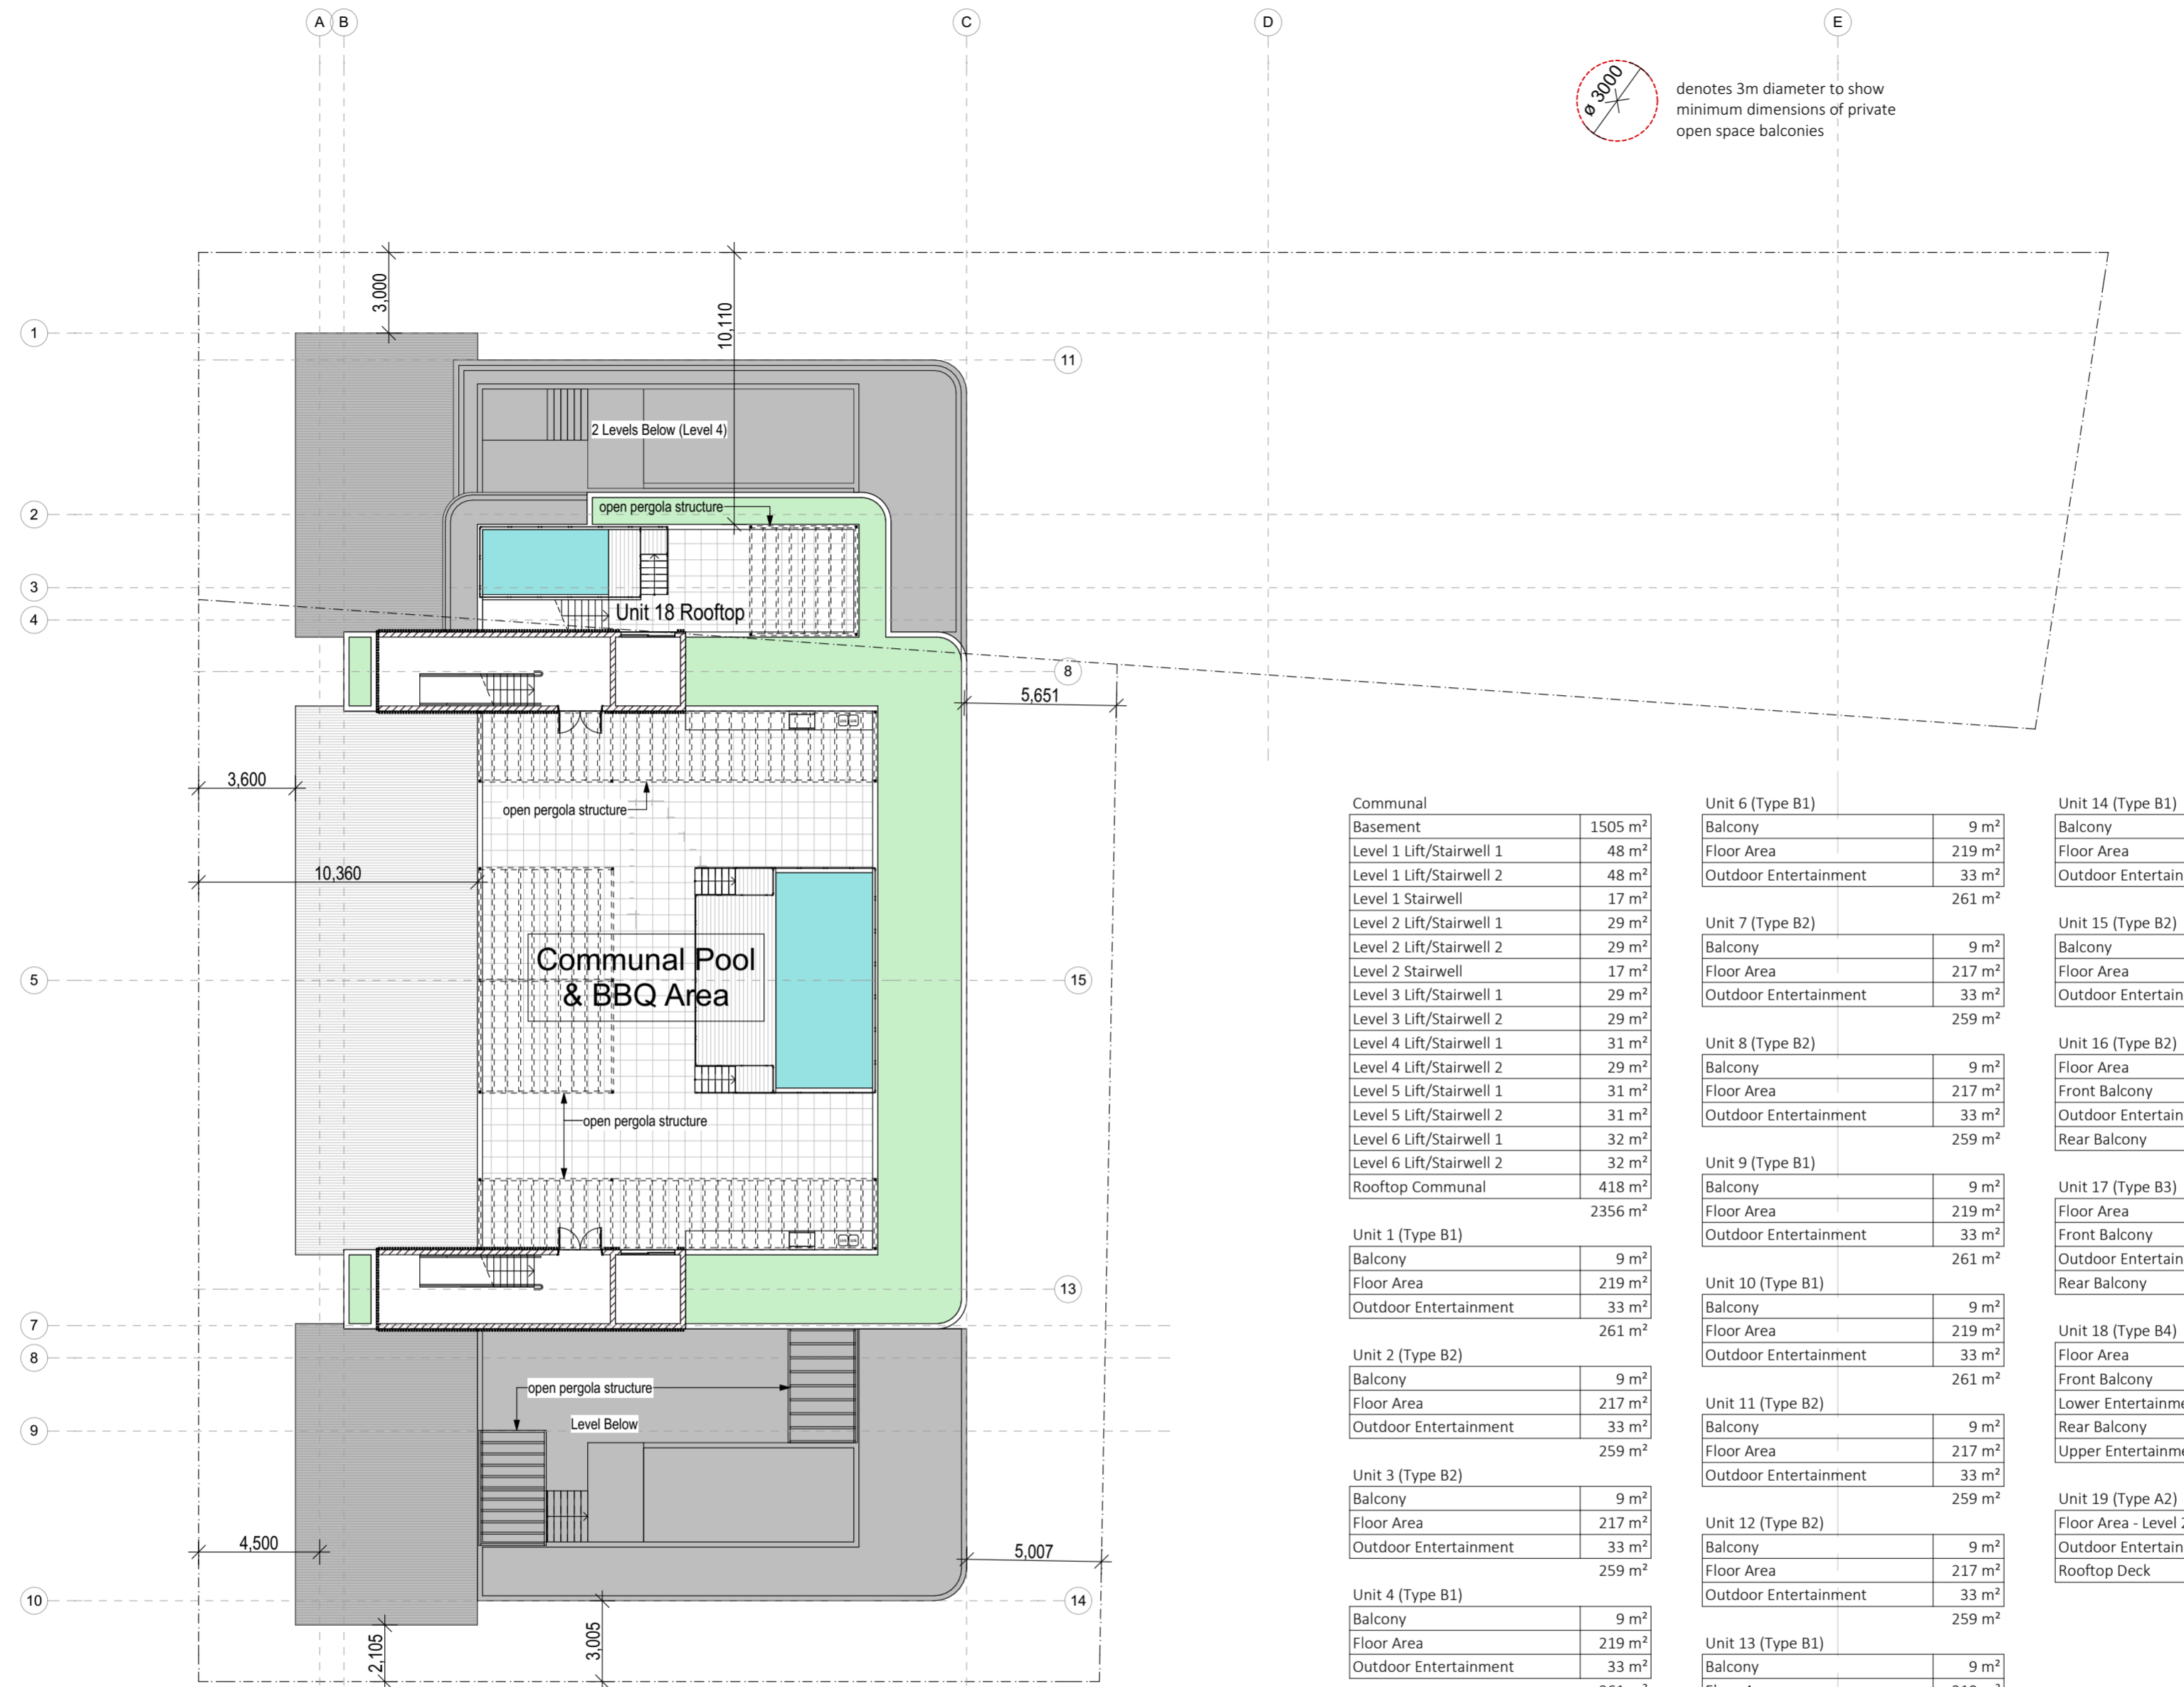 A B C D E
ø 3000
denotes 3m diameter to show
minimum dimensions of private
open space balconies
3,000
10,110
1
11
2 Levels Below (Level 4)
2
open pergola structure
3
4
Unit 18 Rooftop
8
5,651
3,600
open pergola structure
10,360
Communal Pool
& BBQ Area
5
15
open pergola structure
13
7
8
open pergola structure
Level Below
9
4,500
5,007
10
14
2,105
3,005
Communal
Basement 1505 m²
Level 1 Lift/Stairwell 1 48 m²
Level 1 Lift/Stairwell 2 48 m²
Level 1 Stairwell 17 m²
Level 2 Lift/Stairwell 1 29 m²
Level 2 Lift/Stairwell 2 29 m²
Level 2 Stairwell 17 m²
Level 3 Lift/Stairwell 1 29 m²
Level 3 Lift/Stairwell 2 29 m²
Level 4 Lift/Stairwell 1 31 m²
Level 4 Lift/Stairwell 2 29 m²
Level 5 Lift/Stairwell 1 31 m²
Level 5 Lift/Stairwell 2 31 m²
Level 6 Lift/Stairwell 1 32 m²
Level 6 Lift/Stairwell 2 32 m²
Rooftop Communal 418 m²
2356 m²
Unit 1 (Type B1)
Balcony 9 m²
Floor Area 219 m²
Outdoor Entertainment 33 m²
261 m²
Unit 2 (Type B2)
Balcony 9 m²
Floor Area 217 m²
Outdoor Entertainment 33 m²
259 m²
Unit 3 (Type B2)
Balcony 9 m²
Floor Area 217 m²
Outdoor Entertainment 33 m²
259 m²
Unit 4 (Type B1)
Balcony 9 m²
Floor Area 219 m²
Outdoor Entertainment 33 m²
Unit 6 (Type B1)
Balcony 9 m²
Floor Area 219 m²
Outdoor Entertainment 33 m²
261 m²
Unit 7 (Type B2)
Balcony 9 m²
Floor Area 217 m²
Outdoor Entertainment 33 m²
259 m²
Unit 8 (Type B2)
Balcony 9 m²
Floor Area 217 m²
Outdoor Entertainment 33 m²
259 m²
Unit 9 (Type B1)
Balcony 9 m²
Floor Area 219 m²
Outdoor Entertainment 33 m²
261 m²
Unit 10 (Type B1)
Balcony 9 m²
Floor Area 219 m²
Outdoor Entertainment 33 m²
261 m²
Unit 11 (Type B2)
Balcony 9 m²
Floor Area 217 m²
Outdoor Entertainment 33 m²
259 m²
Unit 12 (Type B2)
Balcony 9 m²
Floor Area 217 m²
Outdoor Entertainment 33 m²
259 m²
Unit 13 (Type B1)
Balcony 9 m²
Unit 14 (Type B1)
Balcony
Floor Area
Outdoor Entertain
Unit 15 (Type B2)
Balcony
Floor Area
Outdoor Entertain
Unit 16 (Type B2)
Floor Area
Front Balcony
Outdoor Entertain
Rear Balcony
Unit 17 (Type B3)
Floor Area
Front Balcony
Outdoor Entertain
Rear Balcony
Unit 18 (Type B4)
Floor Area
Front Balcony
Lower Entertainme
Rear Balcony
Upper Entertainme
Unit 19 (Type A2)
Floor Area - Level 2
Outdoor Entertain
Rooftop Deck